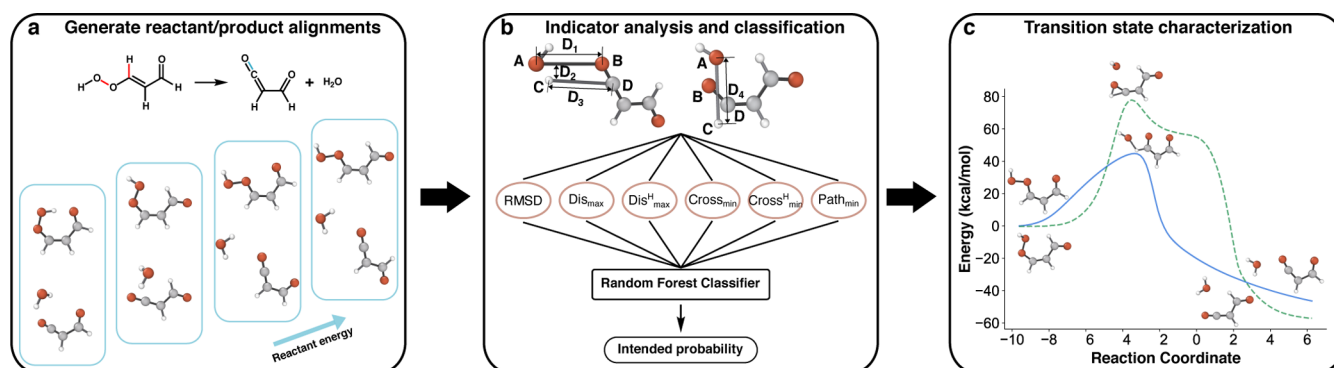 a Generate reactant/product alignments
H
O
H O
H
H
O
O
H H
+ H₂O
Reactant energy
b Indicator analysis and classification
D₁
A B
D₂
C D
D₃
A
B D₄
D
C
RMSD Disₘₐₓ Disᴴₘₐₓ Crossₘᵢₙ Crossᴴₘᵢₙ Pathₘᵢₙ
Random Forest Classifier
Intended probability
c Transition state characterization
Energy (kcal/mol)
80
60
40
20
0
−20
−40
−60
−10 −8 −6 4 2 0 2 4 6
Reaction Coordinate